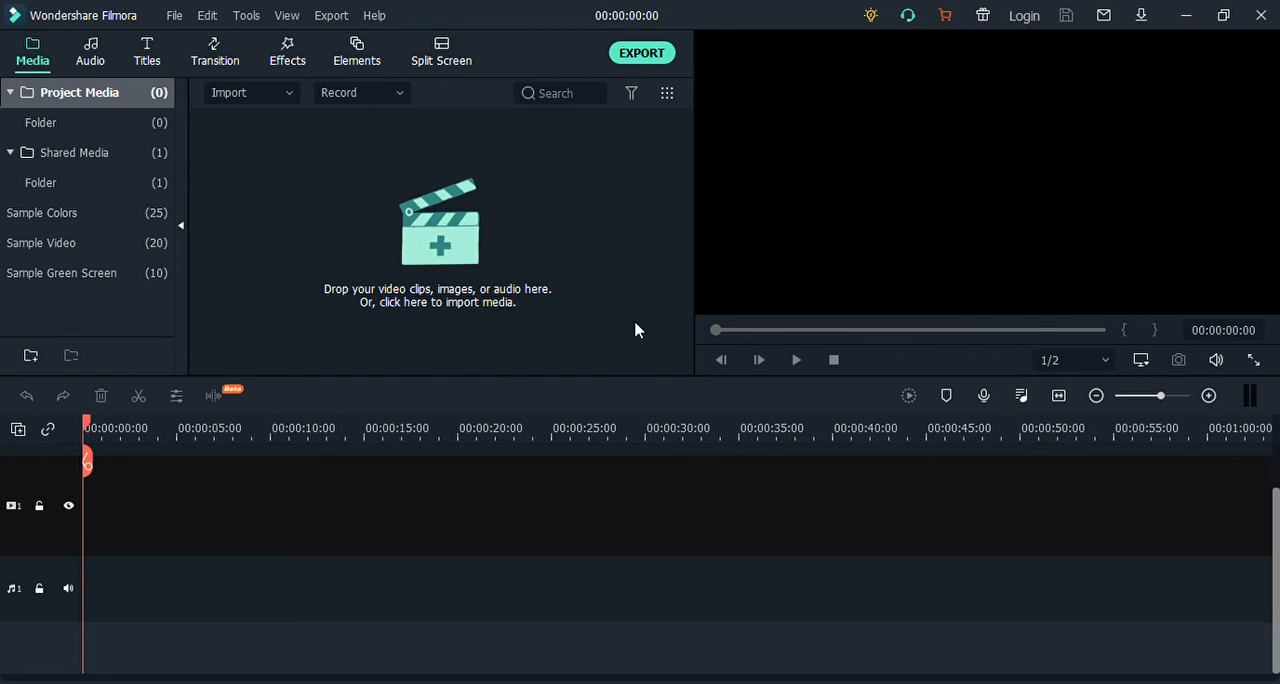 Wondershare Filmora File Edit Tools View Export Help 00:00:00:00 Login
Media Audio Titles Transition Effects Elements Split Screen EXPORT
Project Media (0) Import Record Search
Folder (0)
Shared Media (1)
Folder (1)
Sample Colors (25)
Sample Video (20)
Sample Green Screen (10)
Drop your video clips, images, or audio here.
Or, click here to import media.
{ } 00:00:00:00
1/2
Beta
00:00:00:00 00:00:05:00 00:00:10:00 00:00:15:00 00:00:20:00 00:00:25:00 00:00:30:00 00:00:35:00 00:00:40:00 00:00:45:00 00:00:50:00 00:00:55:00 00:01:00:00
1
1